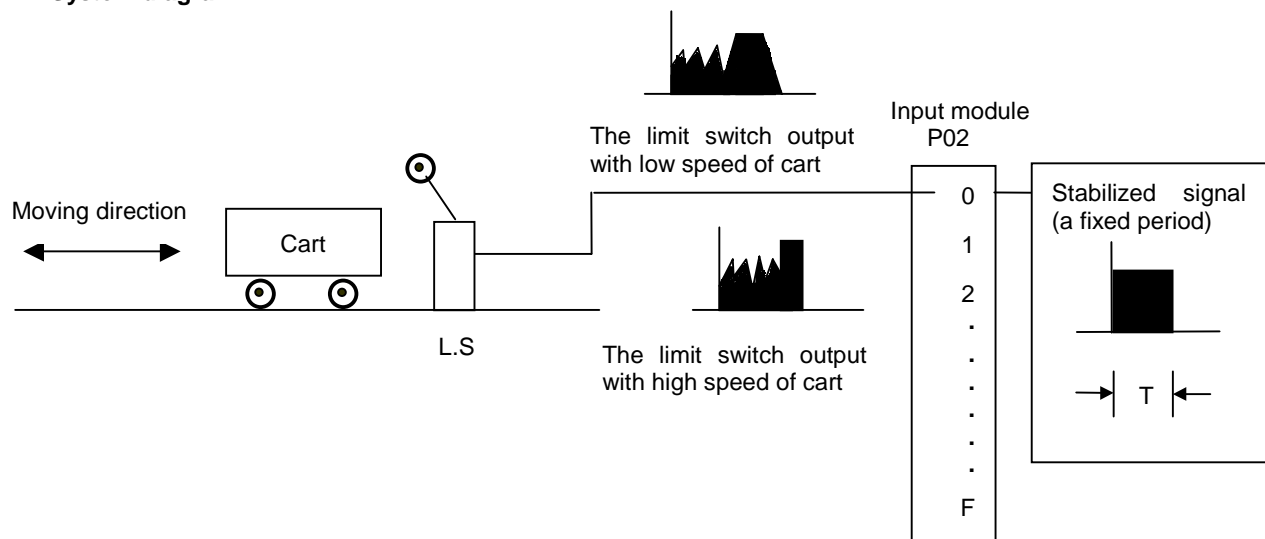 The limit switch output
with low speed of cart
Input module
P02
Moving direction
Cart
L.S
The limit switch output
with high speed of cart
0
1
2
F
Stabilized signal
(a fixed period)
T